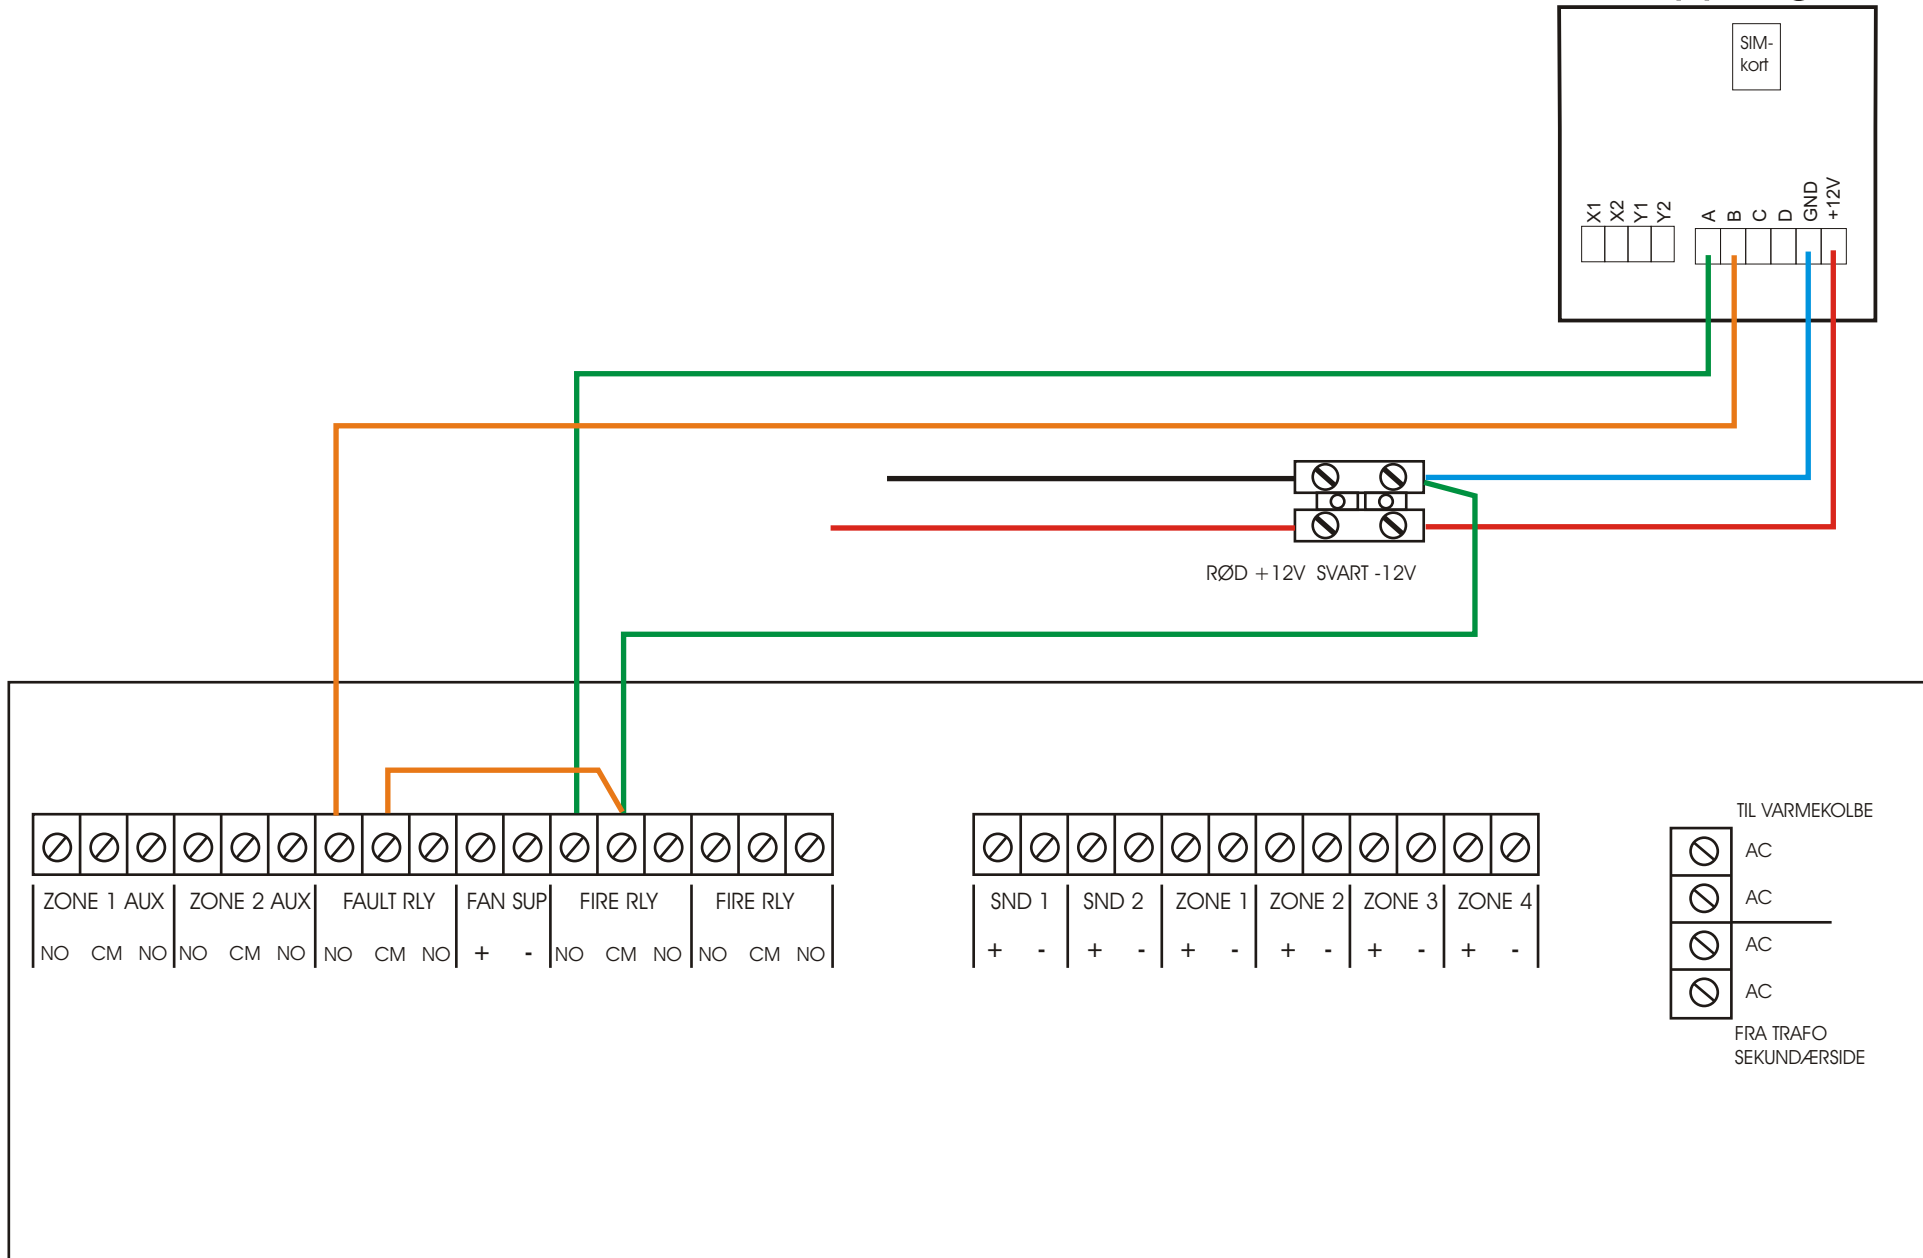 SIM-
kort
X1 X2 Y1 Y2 A B C D GND +12V
RØD +12V SVART -12V
TIL VARMEKOLBE
AC
AC
AC
AC
FRA TRAFO
SEKUNDÆRSIDE
ZONE 1 AUX ZONE 2 AUX FAULT RLY FAN SUP FIRE RLY FIRE RLY
NO CM NO NO CM NO NO CM NO + - NO CM NO NO CM NO
SND 1 SND 2 ZONE 1 ZONE 2 ZONE 3 ZONE 4
+ - + - + - + - + - + -